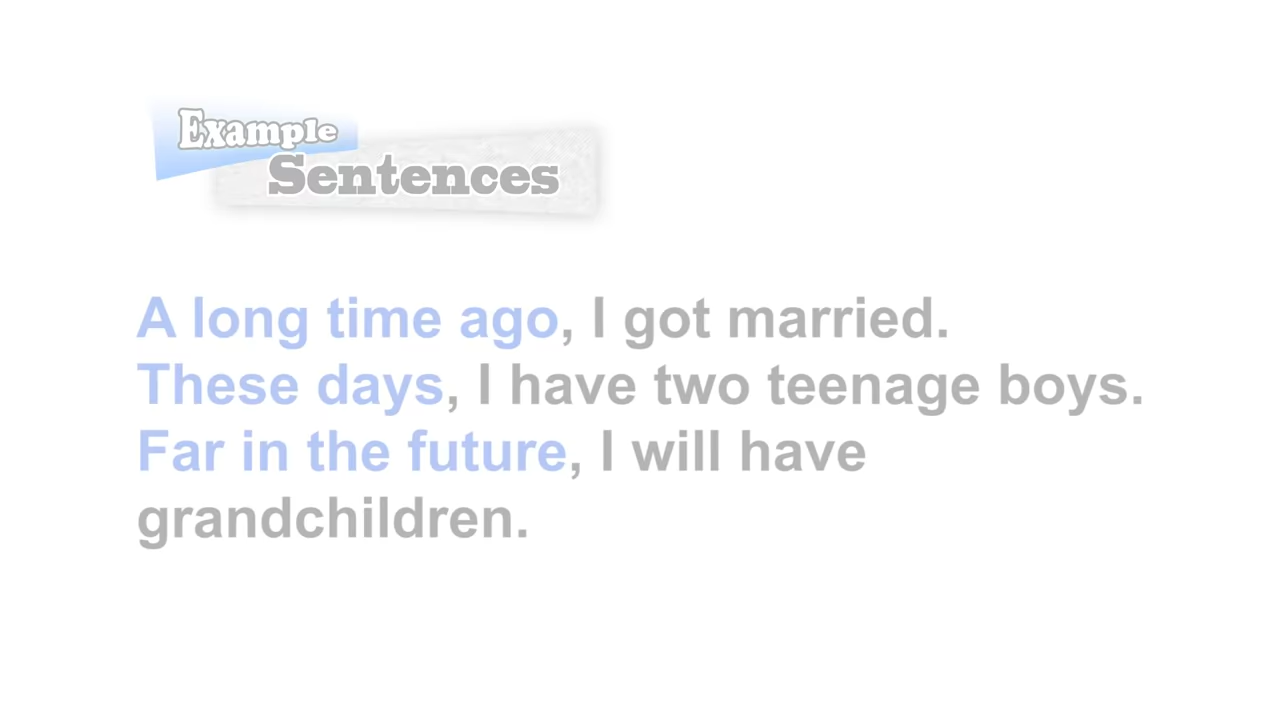 Example
Sentences
A long time ago, I got married.
These days, I have two teenage boys.
Far in the future, I will have
grandchildren.